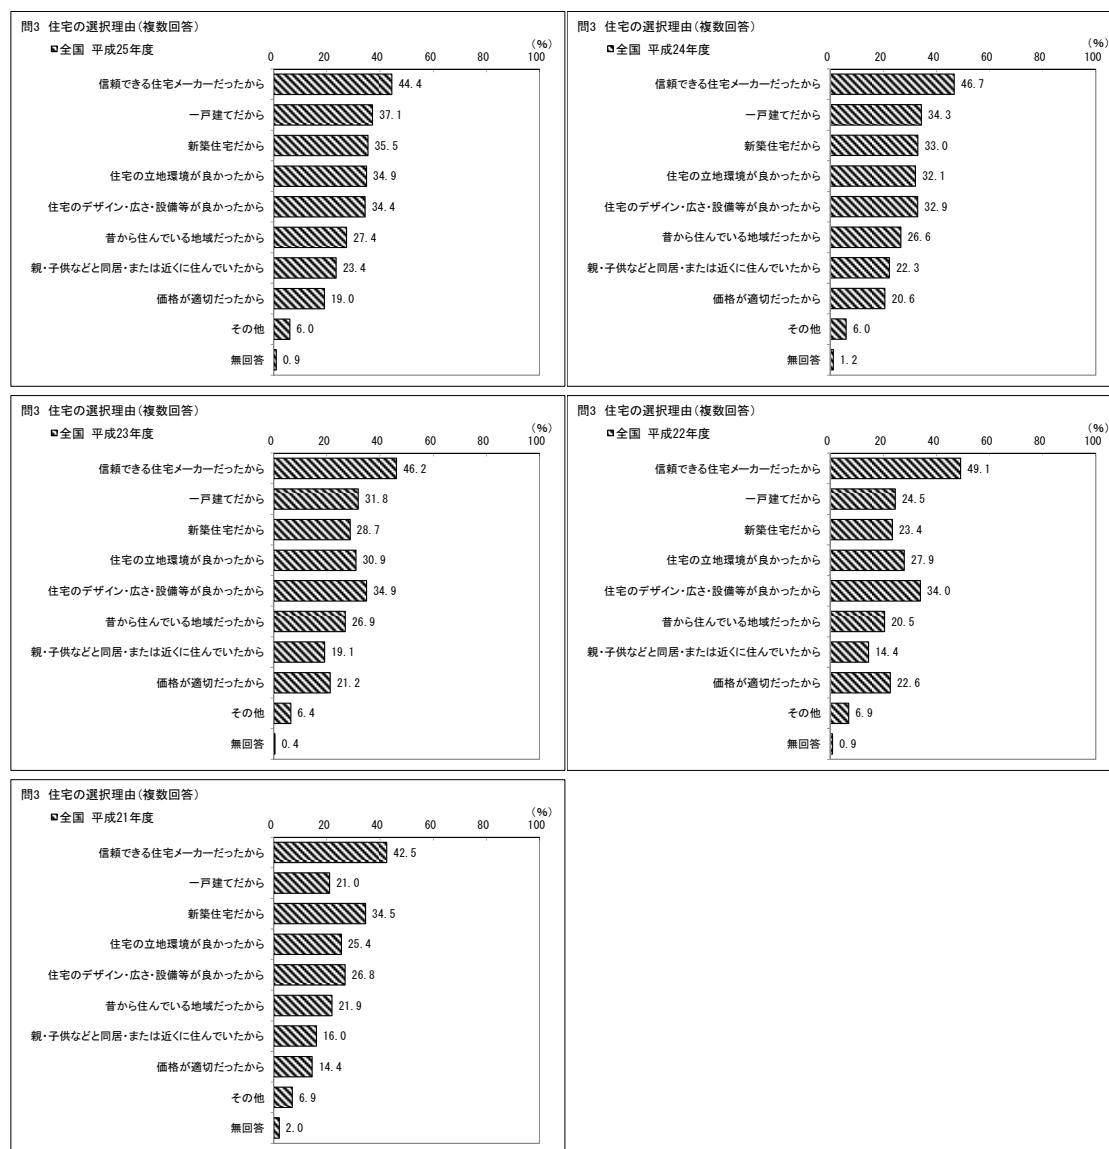 問3 住宅の選択理由(複数回答)
全国 平成25年度
(%)
0 20 40 60 80 100
信頼できる住宅メーカーだったから 44.4
一戸建てだから 37.1
新築住宅だから 35.5
住宅の立地環境が良かったから 34.9
住宅のデザイン・広さ・設備等が良かったから 34.4
昔から住んでいる地域だったから 27.4
親・子供などと同居・または近くに住んでいたから 23.4
価格が適切だったから 19.0
その他 6.0
無回答 0.9
問3 住宅の選択理由(複数回答)
全国 平成24年度
(%)
0 20 40 60 80 100
信頼できる住宅メーカーだったから 46.7
一戸建てだから 34.3
新築住宅だから 33.0
住宅の立地環境が良かったから 32.1
住宅のデザイン・広さ・設備等が良かったから 32.9
昔から住んでいる地域だったから 26.6
親・子供などと同居・または近くに住んでいたから 22.3
価格が適切だったから 20.6
その他 6.0
無回答 1.2
問3 住宅の選択理由(複数回答)
全国 平成23年度
(%)
0 20 40 60 80 100
信頼できる住宅メーカーだったから 46.2
一戸建てだから 31.8
新築住宅だから 28.7
住宅の立地環境が良かったから 30.9
住宅のデザイン・広さ・設備等が良かったから 34.9
昔から住んでいる地域だったから 26.9
親・子供などと同居・または近くに住んでいたから 19.1
価格が適切だったから 21.2
その他 6.4
無回答 0.4
問3 住宅の選択理由(複数回答)
全国 平成22年度
(%)
0 20 40 60 80 100
信頼できる住宅メーカーだったから 49.1
一戸建てだから 24.5
新築住宅だから 23.4
住宅の立地環境が良かったから 27.9
住宅のデザイン・広さ・設備等が良かったから 34.0
昔から住んでいる地域だったから 20.5
親・子供などと同居・または近くに住んでいたから 14.4
価格が適切だったから 22.6
その他 6.9
無回答 0.9
問3 住宅の選択理由(複数回答)
全国 平成21年度
(%)
0 20 40 60 80 100
信頼できる住宅メーカーだったから 42.5
一戸建てだから 21.0
新築住宅だから 34.5
住宅の立地環境が良かったから 25.4
住宅のデザイン・広さ・設備等が良かったから 26.8
昔から住んでいる地域だったから 21.9
親・子供などと同居・または近くに住んでいたから 16.0
価格が適切だったから 14.4
その他 6.9
無回答 2.0